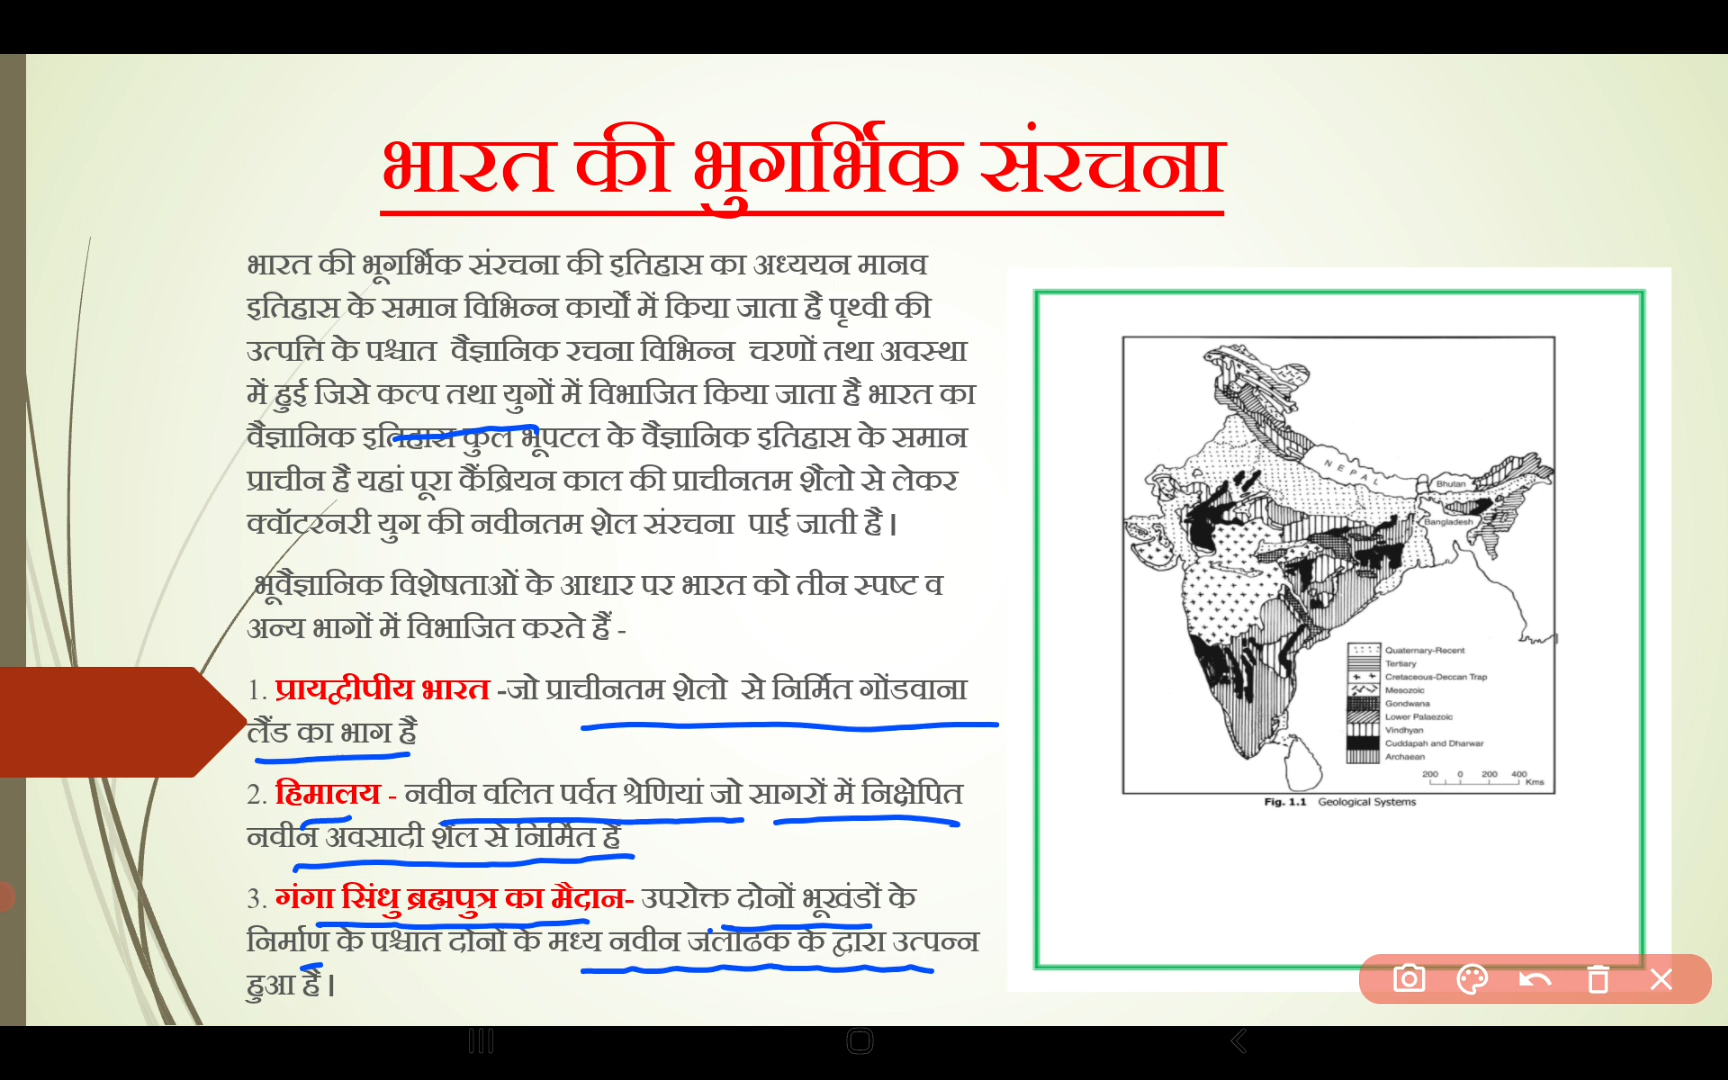 भारत की भुगर्भिक संरचना
भारत की भूगर्भिक संरचना की इतिहास का अध्ययन मानव
इतिहास के समान विभिन्न कार्यों में किया जाता है पृथ्वी की
उत्पत्ति के पश्चात वैज्ञानिक रचना विभिन्न चरणों तथा अवस्था
में हुई जिसे कल्प तथा युगों में विभाजित किया जाता है भारत का
वैज्ञानिक इतिहास कुल भूपटल के वैज्ञानिक इतिहास के समान
प्राचीन है यहां पूरा कैंब्रियन काल की प्राचीनतम शैलो से लेकर
क्वॉटरनरी युग की नवीनतम शेल संरचना पाई जाती है l
भूवैज्ञानिक विशेषताओं के आधार पर भारत को तीन स्पष्ट व
अन्य भागों में विभाजित करते हैं -
1. प्रायद्वीपीय भारत -जो प्राचीनतम शेलो से निर्मित गोंडवाना
लैंड का भाग है
2. हिमालय - नवीन वलित पर्वत श्रेणियां जो सागरों में निक्षेपित
नवीन अवसादी शैल से निर्मित है
3. गंगा सिंधु ब्रह्मपुत्र का मैदान- उपरोक्त दोनों भूखंडों के
निर्माण के पश्चात दोनों के मध्य नवीन जलोढक के द्वारा उत्पन्न
हुआ है l
NEPAL
Bhutan
Bangladesh
Quaternary-Recent
Tertiary
Cretaceous-Deccan Trap
Mesozoic
Gondwana
Lower Palaezoic
Vindhyan
Cuddapah and Dharwar
Archaean
200 0 200 400
Kms
Fig. 1.1 Geological Systems